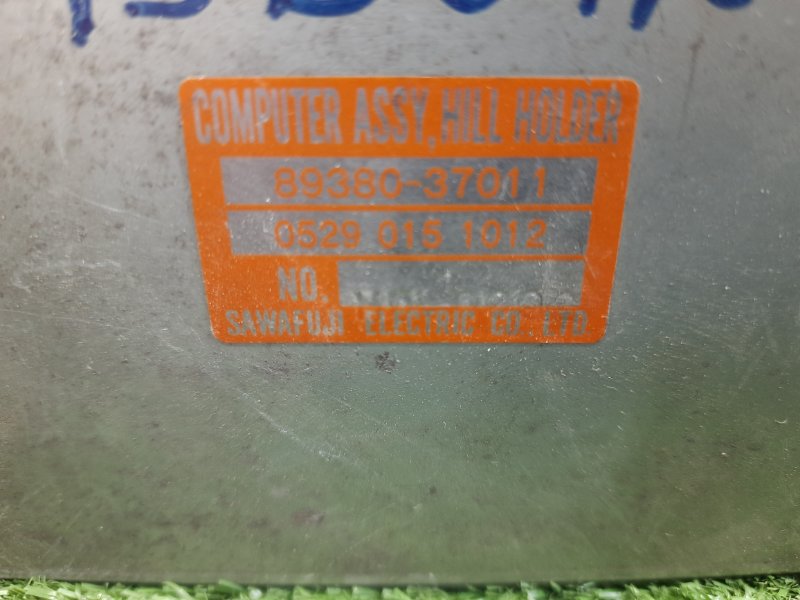 COMPUTER ASSY, HILL HOLDER
89380-37011
0529 015 1012
NO.
SAWAFUJI ELECTRIC CO. LTD.